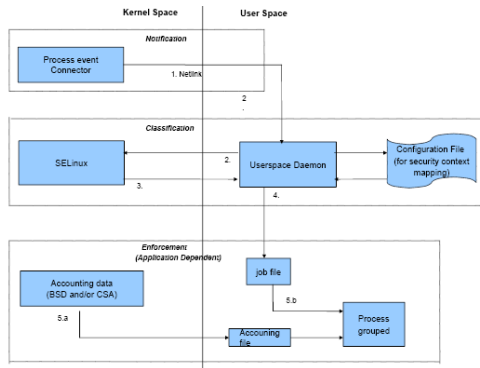 Kernel Space
User Space
Notification
Process event
Connector
1. Netlink
2
.
Classification
SELinux
2.
3.
Userspace Daemon
Configuration File
(for security context
mapping)
4.
Enforcement
(Application Dependent)
Accounting data
(BSD and/or CSA)
job file
5.a
5.b
Accouning
file
Process
grouped